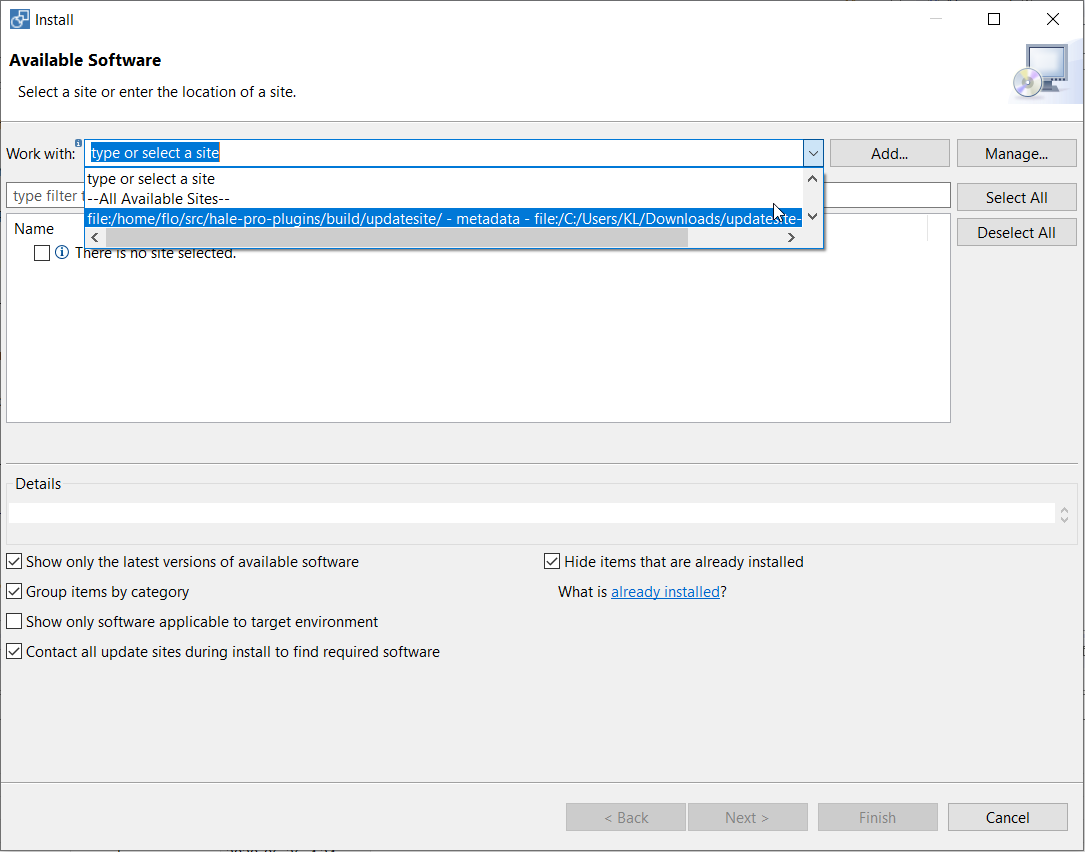 Install
Available Software
Select a site or enter the location of a site.
Work with: type or select a site Add... Manage...
type or select a site
--All Available Sites--
file:/home/flo/src/hale-pro-plugins/build/updatesite/ - metadata - file:/C:/Users/KL/Downloads/updatesite-
type filter Select All
Name Deselect All
There is no site selected.
Details
Show only the latest versions of available software Hide items that are already installed
Group items by category What is already installed?
Show only software applicable to target environment
Contact all update sites during install to find required software
< Back Next > Finish Cancel